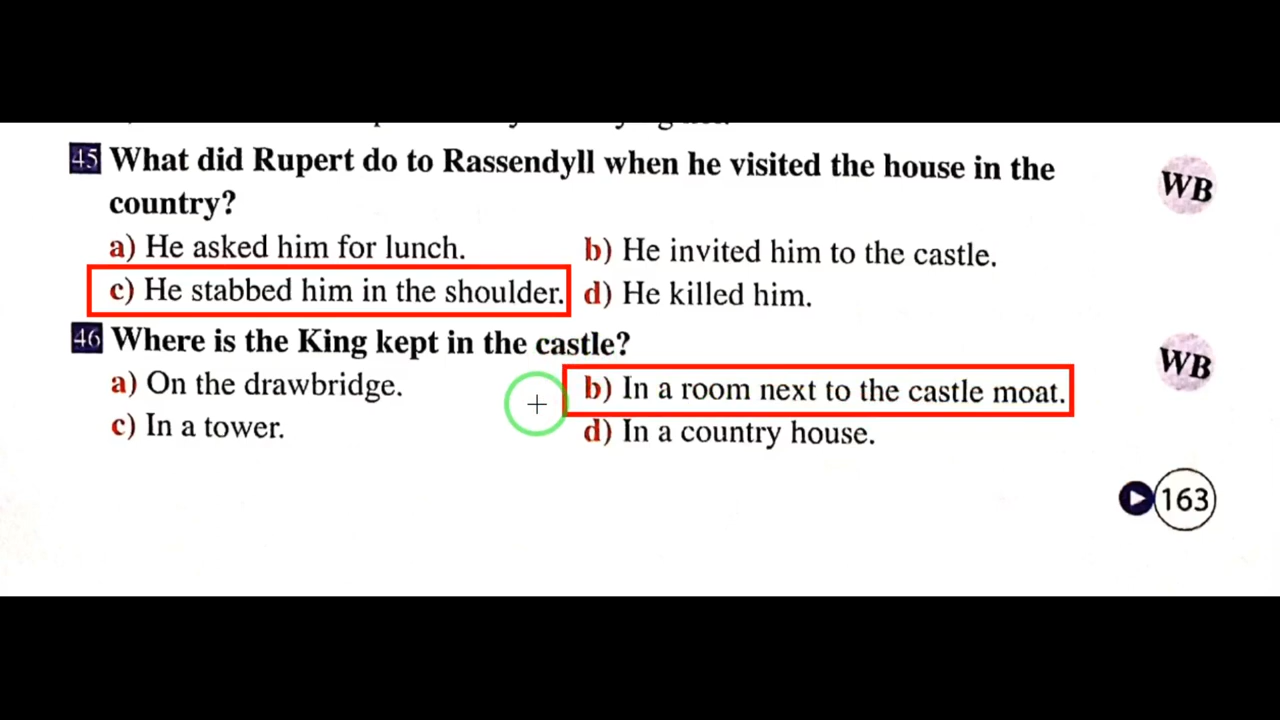 45 What did Rupert do to Rassendyll when he visited the house in the
country?
WB
a) He asked him for lunch.
b) He invited him to the castle.
c) He stabbed him in the shoulder.
d) He killed him.
46 Where is the King kept in the castle?
WB
a) On the drawbridge.
b) In a room next to the castle moat.
c) In a tower.
d) In a country house.
163